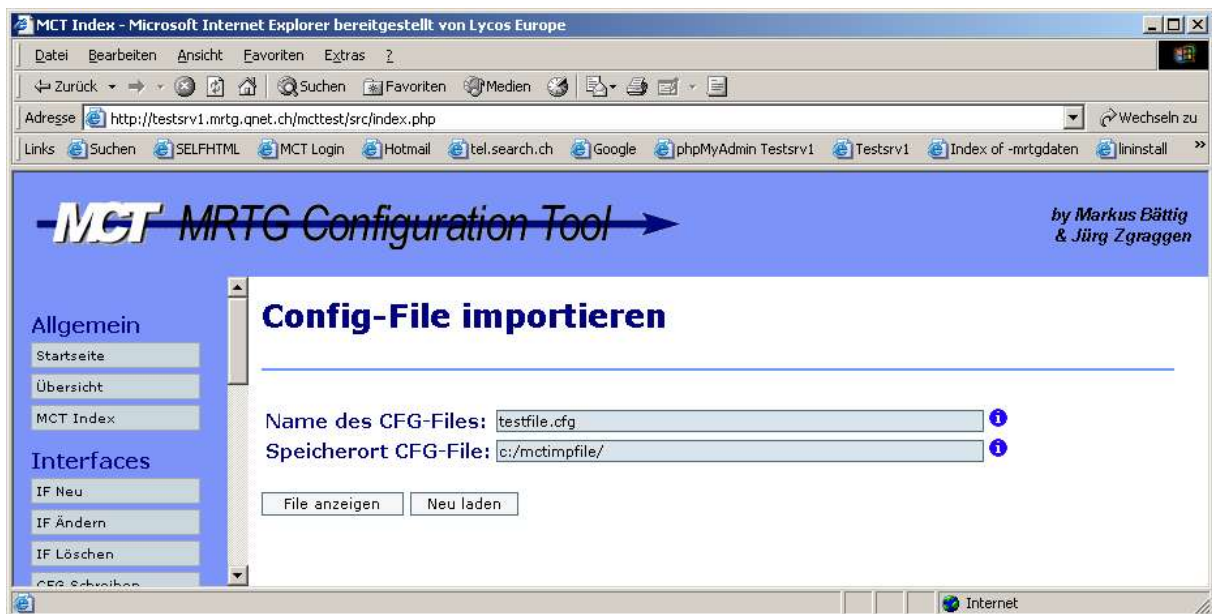 MCT Index - Microsoft Internet Explorer bereitgestellt von Lycos Europe
Datei Bearbeiten Ansicht Favoriten Extras ?
Zurück Suchen Favoriten Medien
Adresse http://testsrv1.mrtg.qnet.ch/mcttest/src/index.php Wechseln zu
Links Suchen SELFHTML MCT Login Hotmail tel.search.ch Google phpMyAdmin Testsrv1 Testsrv1 Index of -mrtgdaten lininstall »
MCT MRTG Configuration Tool
by Markus Bättig
& Jürg Zgraggen
Allgemein
Startseite
Übersicht
MCT Index
Interfaces
IF Neu
IF Ändern
IF Löschen
CFG Schreiben
Config-File importieren
Name des CFG-Files: testfile.cfg
Speicherort CFG-File: c:/mctimpfile/
File anzeigen Neu laden
Internet